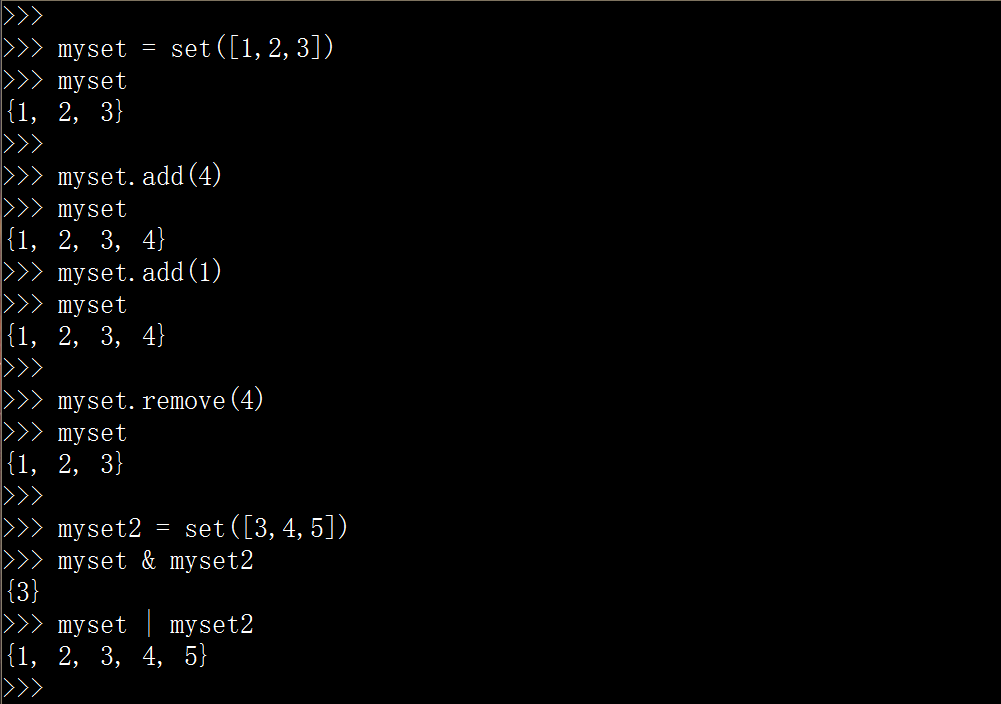 >>>
>>> myset = set([1,2,3])
>>> myset
{1, 2, 3}
>>>
>>> myset.add(4)
>>> myset
{1, 2, 3, 4}
>>> myset.add(1)
>>> myset
{1, 2, 3, 4}
>>>
>>> myset.remove(4)
>>> myset
{1, 2, 3}
>>>
>>> myset2 = set([3,4,5])
>>> myset & myset2
{3}
>>> myset | myset2
{1, 2, 3, 4, 5}
>>>